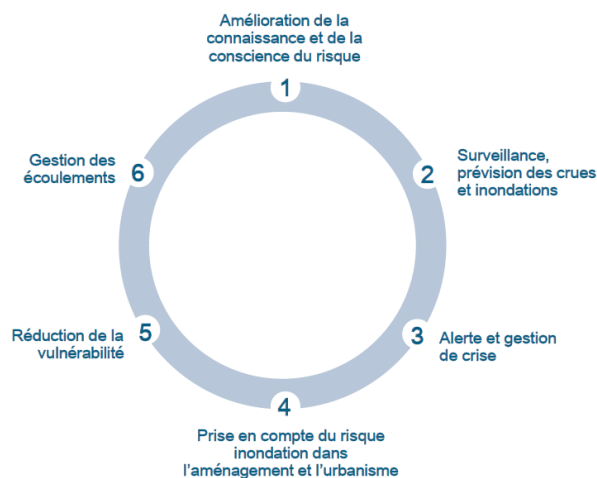 Amélioration de la
connaissance et de la
conscience du risque
1
2
Surveillance,
prévision des crues
et inondations
3
Alerte et gestion
de crise
4
Prise en compte du risque
inondation dans
l'aménagement et l'urbanisme
5
Réduction de la
vulnérabilité
6
Gestion des
écoulements